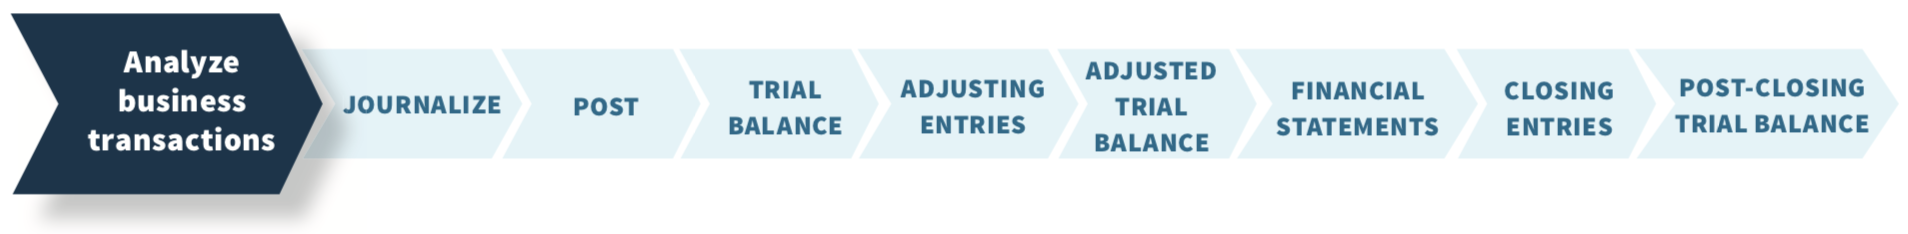 Analyze
business
transactions
JOURNALIZE
POST
TRIAL
BALANCE
ADJUSTING
ENTRIES
ADJUSTED
TRIAL
BALANCE
FINANCIAL
STATEMENTS
CLOSING
ENTRIES
POST-CLOSING
TRIAL BALANCE